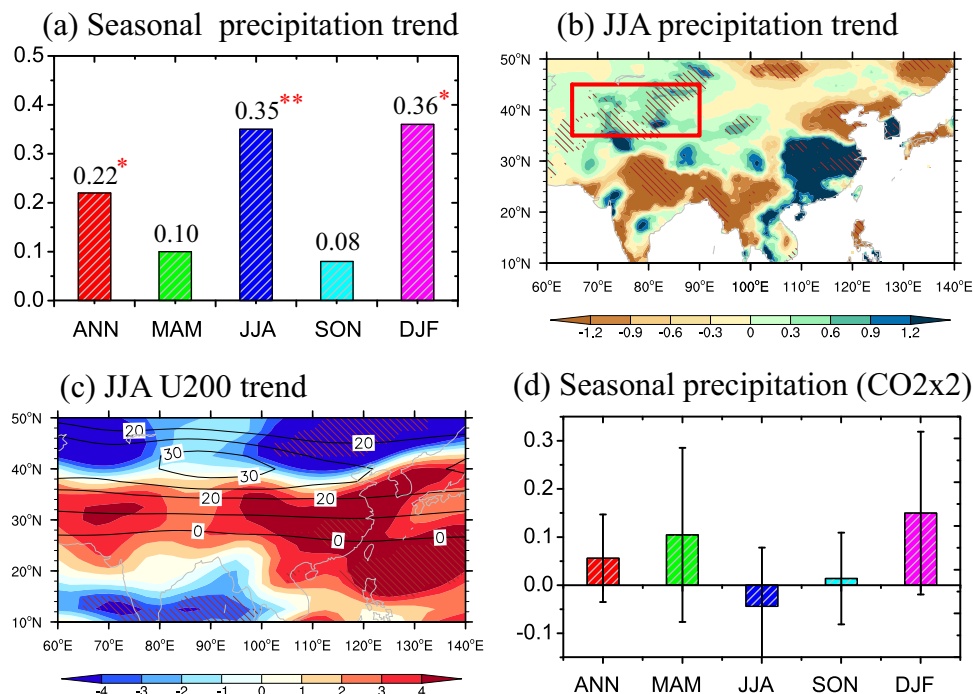 (a) Seasonal precipitation trend
0.5
0.4
0.3
0.2
0.1
0.0
0.22*
0.10
0.35**
0.08
0.36*
ANN MAM JJA SON DJF
(b) JJA precipitation trend
50°N
40°N
30°N
20°N
10°N
60°E 70°E 80°E 90°E 100°E 110°E 120°E 130°E 140°E
-1.2 -0.9 -0.6 -0.3 0 0.3 0.6 0.9 1.2
(c) JJA U200 trend
50°N
40°N
30°N
20°N
10°N
20
20
30
30
20
20
0
0
60°E 70°E 80°E 90°E 100°E 110°E 120°E 130°E 140°E
-4 -3 -2 -1 0 1 2 3 4
(d) Seasonal precipitation (CO2x2)
0.3
0.2
0.1
0.0
-0.1
ANN MAM JJA SON DJF